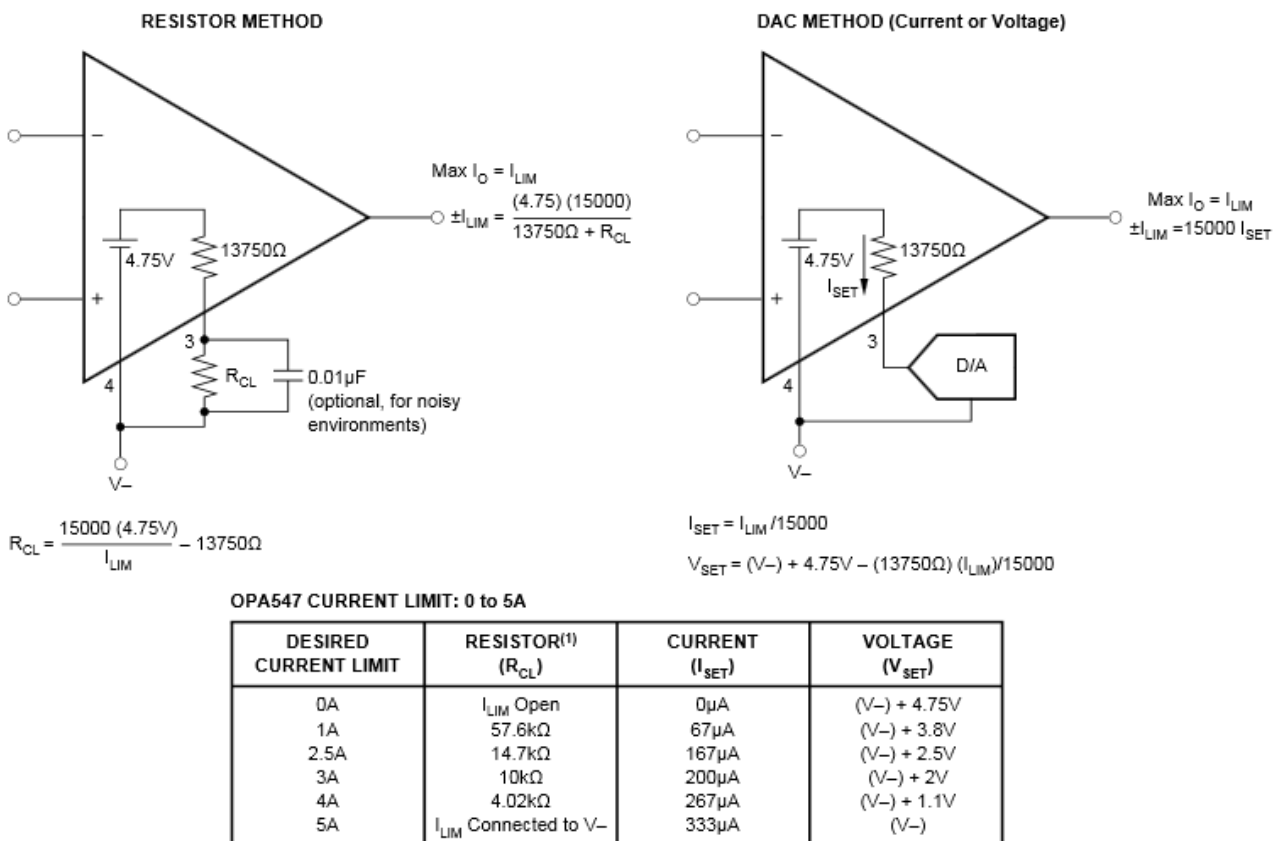 RESISTOR METHOD
−
+
4.75V
13750Ω
3
4
R_CL
0.01µF
(optional, for noisy
environments)
V–
Max I_O = I_LIM
±I_LIM = (4.75) (15000) / 13750Ω + R_CL
R_CL = 15000 (4.75V) / I_LIM – 13750Ω
DAC METHOD (Current or Voltage)
−
+
4.75V
13750Ω
I_SET
3
4
D/A
V–
Max I_O = I_LIM
±I_LIM =15000 I_SET
I_SET = I_LIM /15000
V_SET = (V–) + 4.75V – (13750Ω) (I_LIM)/15000
OPA547 CURRENT LIMIT: 0 to 5A
DESIRED CURRENT LIMIT RESISTOR(1) (R_CL) CURRENT (I_SET) VOLTAGE (V_SET)
0A I_LIM Open 0µA (V–) + 4.75V
1A 57.6kΩ 67µA (V–) + 3.8V
2.5A 14.7kΩ 167µA (V–) + 2.5V
3A 10kΩ 200µA (V–) + 2V
4A 4.02kΩ 267µA (V–) + 1.1V
5A I_LIM Connected to V– 333µA (V–)